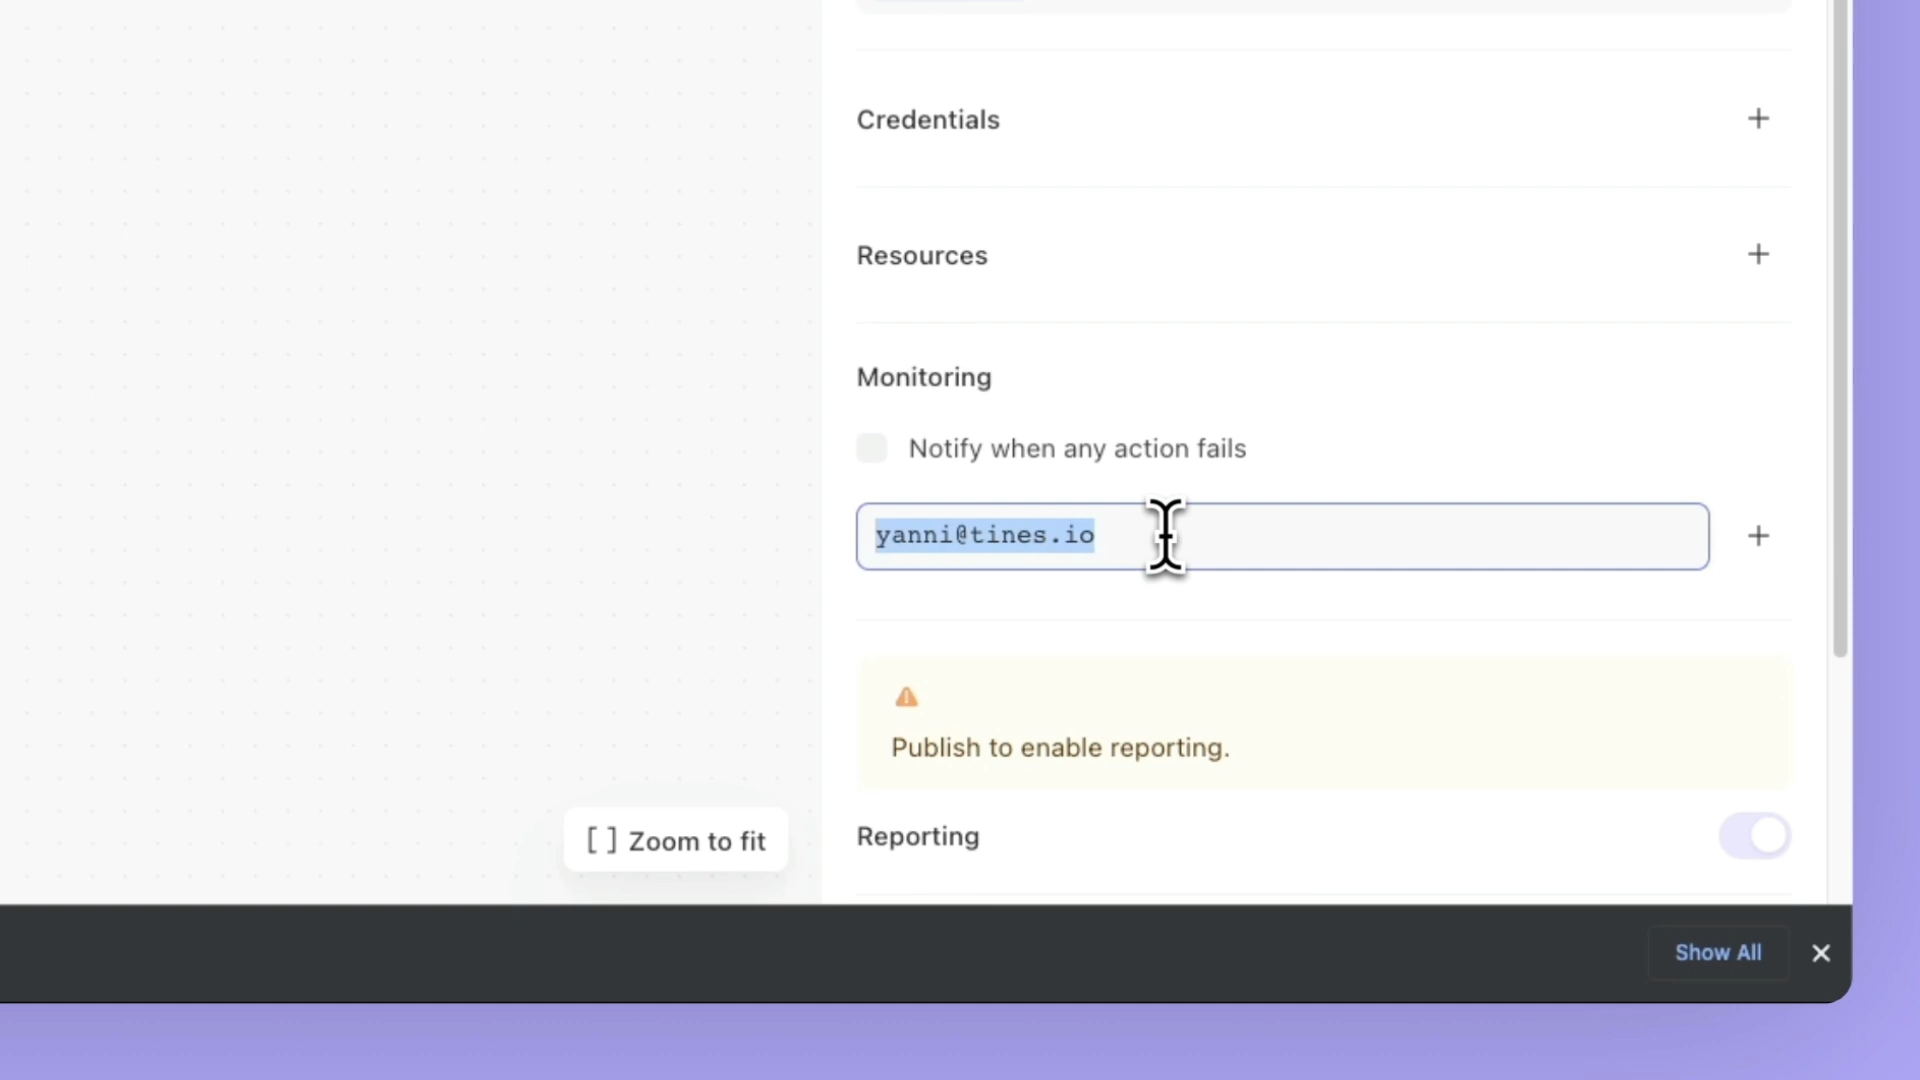 Credentials
Resources
Monitoring
Notify when any action fails
yanni@tines.io
Publish to enable reporting.
[ ] Zoom to fit
Reporting
Show All